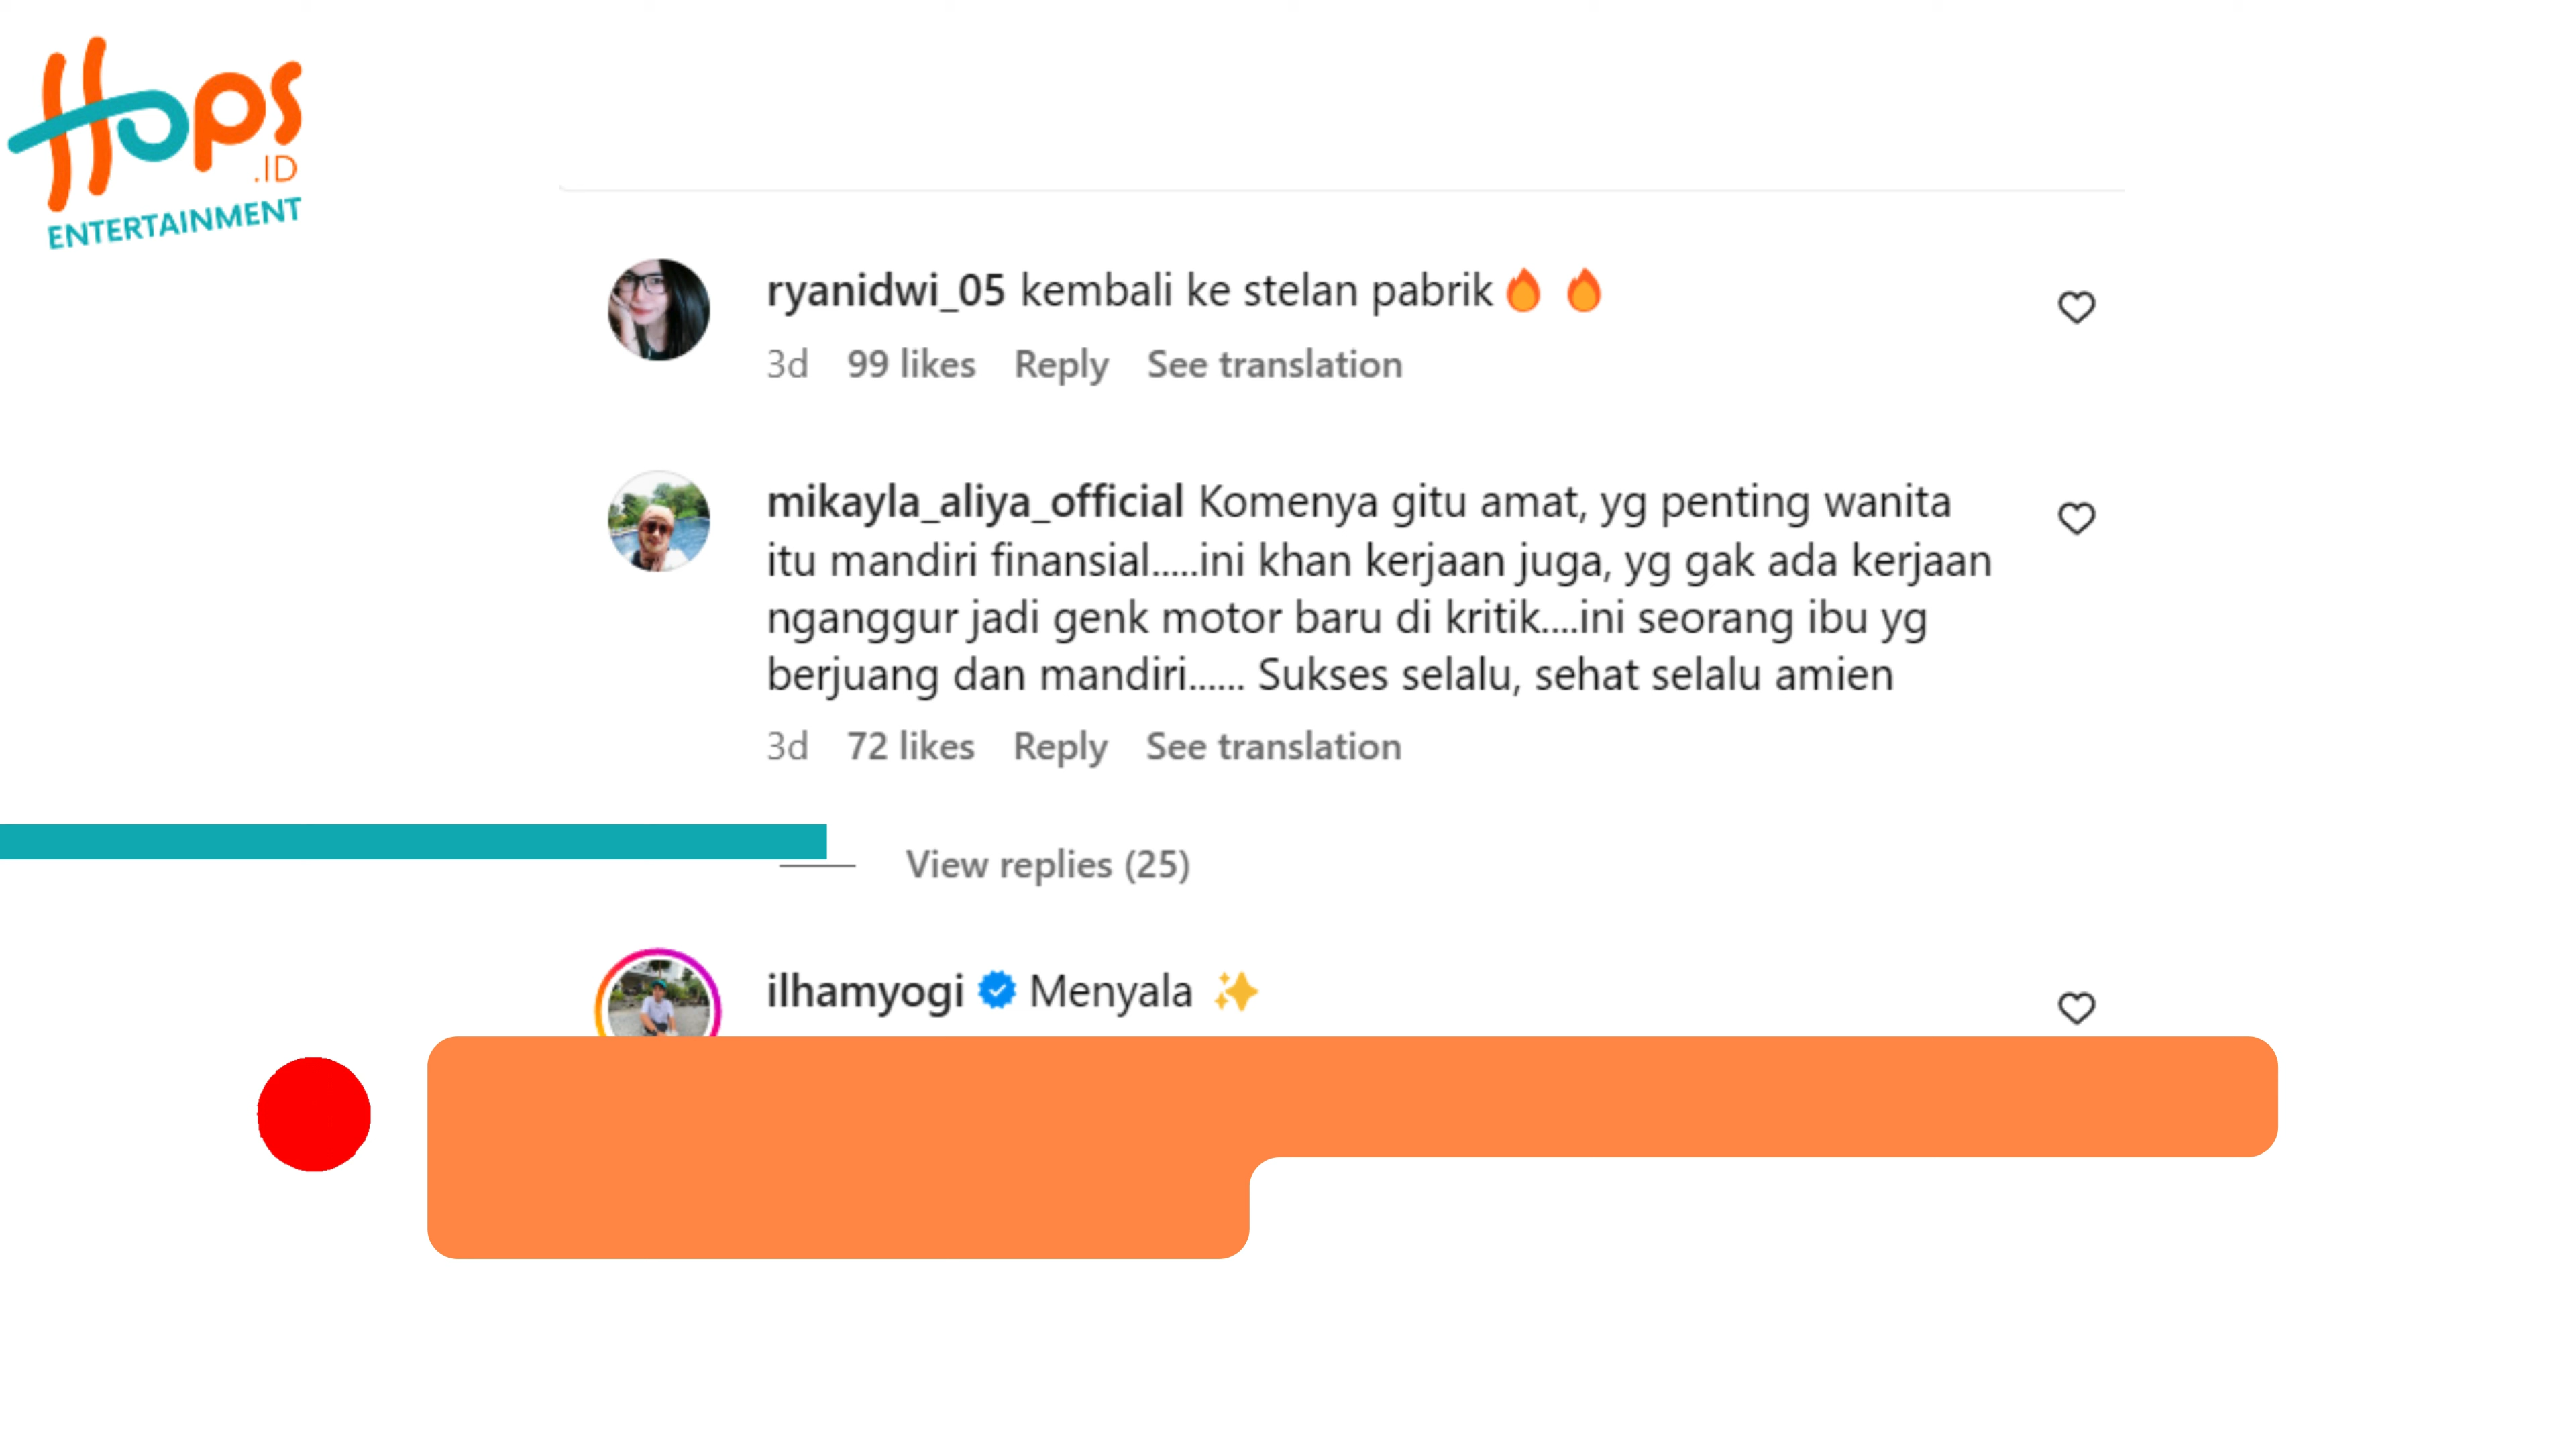 Hops
.ID
ENTERTAINMENT
ryanidwi_05 kembali ke stelan pabrik🔥 🔥
3d 99 likes Reply See translation
mikayla_aliya_official Komenya gitu amat, yg penting wanita
itu mandiri finansial.....ini khan kerjaan juga, yg gak ada kerjaan
nganggur jadi genk motor baru di kritik....ini seorang ibu yg
berjuang dan mandiri...... Sukses selalu, sehat selalu amien
3d 72 likes Reply See translation
View replies (25)
ilhamyogi Menyala ✨